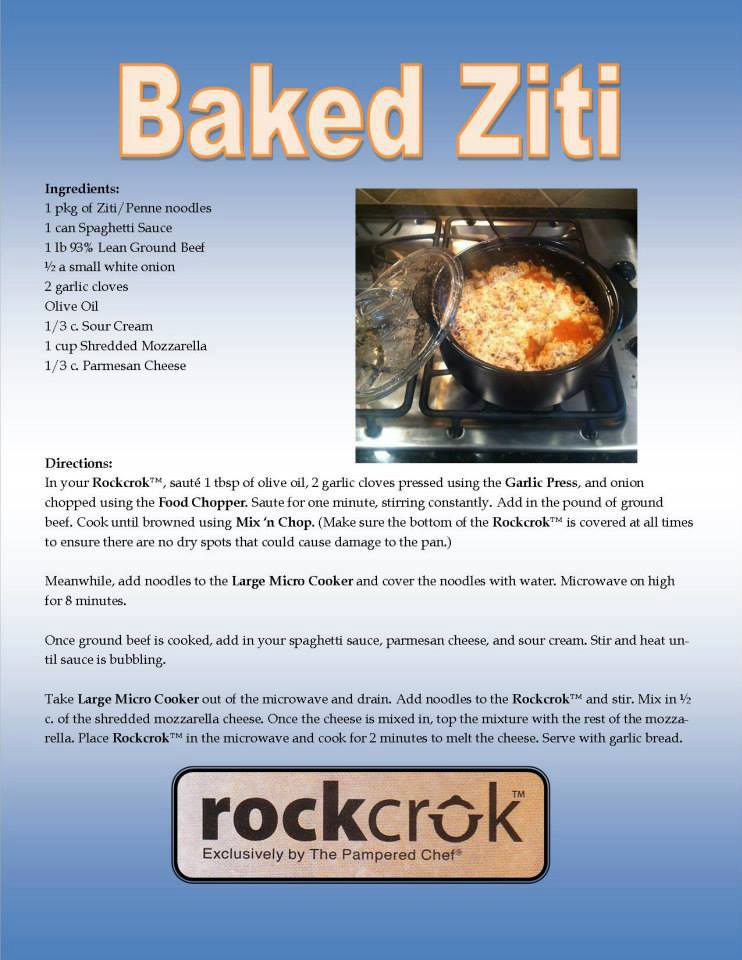 Baked Ziti
Ingredients:
1 pkg of Ziti/Penne noodles
1 can Spaghetti Sauce
1 lb 93% Lean Ground Beef
½ a small white onion
2 garlic cloves
Olive Oil
1/3 c. Sour Cream
1 cup Shredded Mozzarella
1/3 c. Parmesan Cheese
Directions:
In your Rockcrok™, sauté 1 tbsp of olive oil, 2 garlic cloves pressed using the Garlic Press, and onion
chopped using the Food Chopper. Saute for one minute, stirring constantly. Add in the pound of ground
beef. Cook until browned using Mix ‘n Chop. (Make sure the bottom of the Rockcrok™ is covered at all times
to ensure there are no dry spots that could cause damage to the pan.)
Meanwhile, add noodles to the Large Micro Cooker and cover the noodles with water. Microwave on high
for 8 minutes.
Once ground beef is cooked, add in your spaghetti sauce, parmesan cheese, and sour cream. Stir and heat un-
til sauce is bubbling.
Take Large Micro Cooker out of the microwave and drain. Add noodles to the Rockcrok™ and stir. Mix in ½
c. of the shredded mozzarella cheese. Once the cheese is mixed in, top the mixture with the rest of the mozza-
rella. Place Rockcrok™ in the microwave and cook for 2 minutes to melt the cheese. Serve with garlic bread.
rockcrok™
Exclusively by The Pampered Chef®